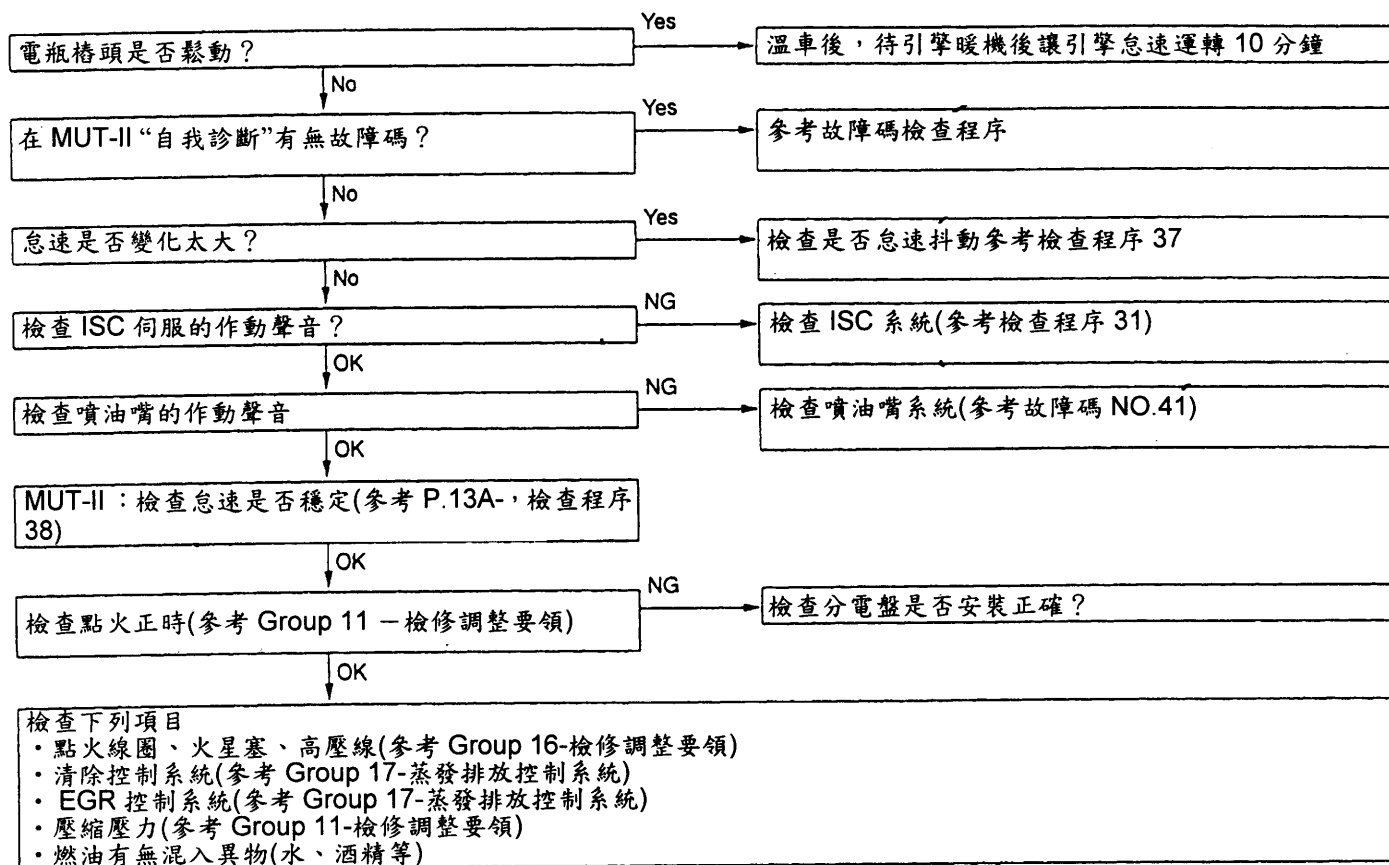 電瓶樁頭是否鬆動？
Yes
溫車後，待引擎暖機後讓引擎怠速運轉 10 分鐘
No
在 MUT-II “自我診斷”有無故障碼？
Yes
參考故障碼檢查程序
No
怠速是否變化太大？
Yes
檢查是否怠速抖動參考檢查程序 37
No
檢查 ISC 伺服的作動聲音？
NG
檢查 ISC 系統(參考檢查程序 31)
OK
檢查噴油嘴的作動聲音
NG
檢查噴油嘴系統(參考故障碼 NO.41)
OK
MUT-II：檢查怠速是否穩定(參考 P.13A-，檢查程序
38)
OK
檢查點火正時(參考 Group 11 －檢修調整要領)
NG
檢查分電盤是否安裝正確？
OK
檢查下列項目
・點火線圈、火星塞、高壓線(參考 Group 16-檢修調整要領)
・清除控制系統(參考 Group 17-蒸發排放控制系統)
・EGR 控制系統(參考 Group 17-蒸發排放控制系統)
・壓縮壓力(參考 Group 11-檢修調整要領)
・燃油有無混入異物(水、酒精等)